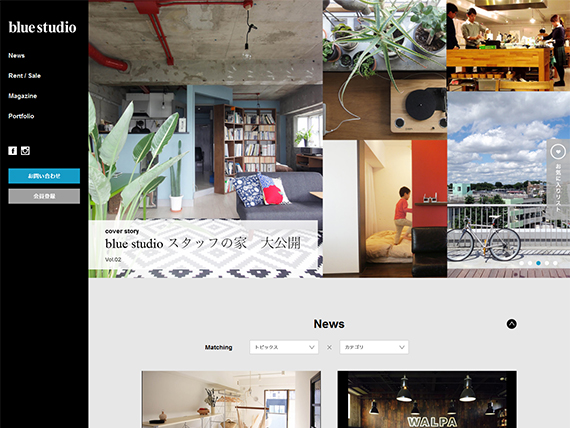 blue studio
News
Rent / Sale
Magazine
Portfolio
お問い合わせ
会員登録
cover story
blue studio スタッフの家 大公開
Vol.02
お気に入りリスト
News
Matching
トピックス
×
カテゴリ
WALPA